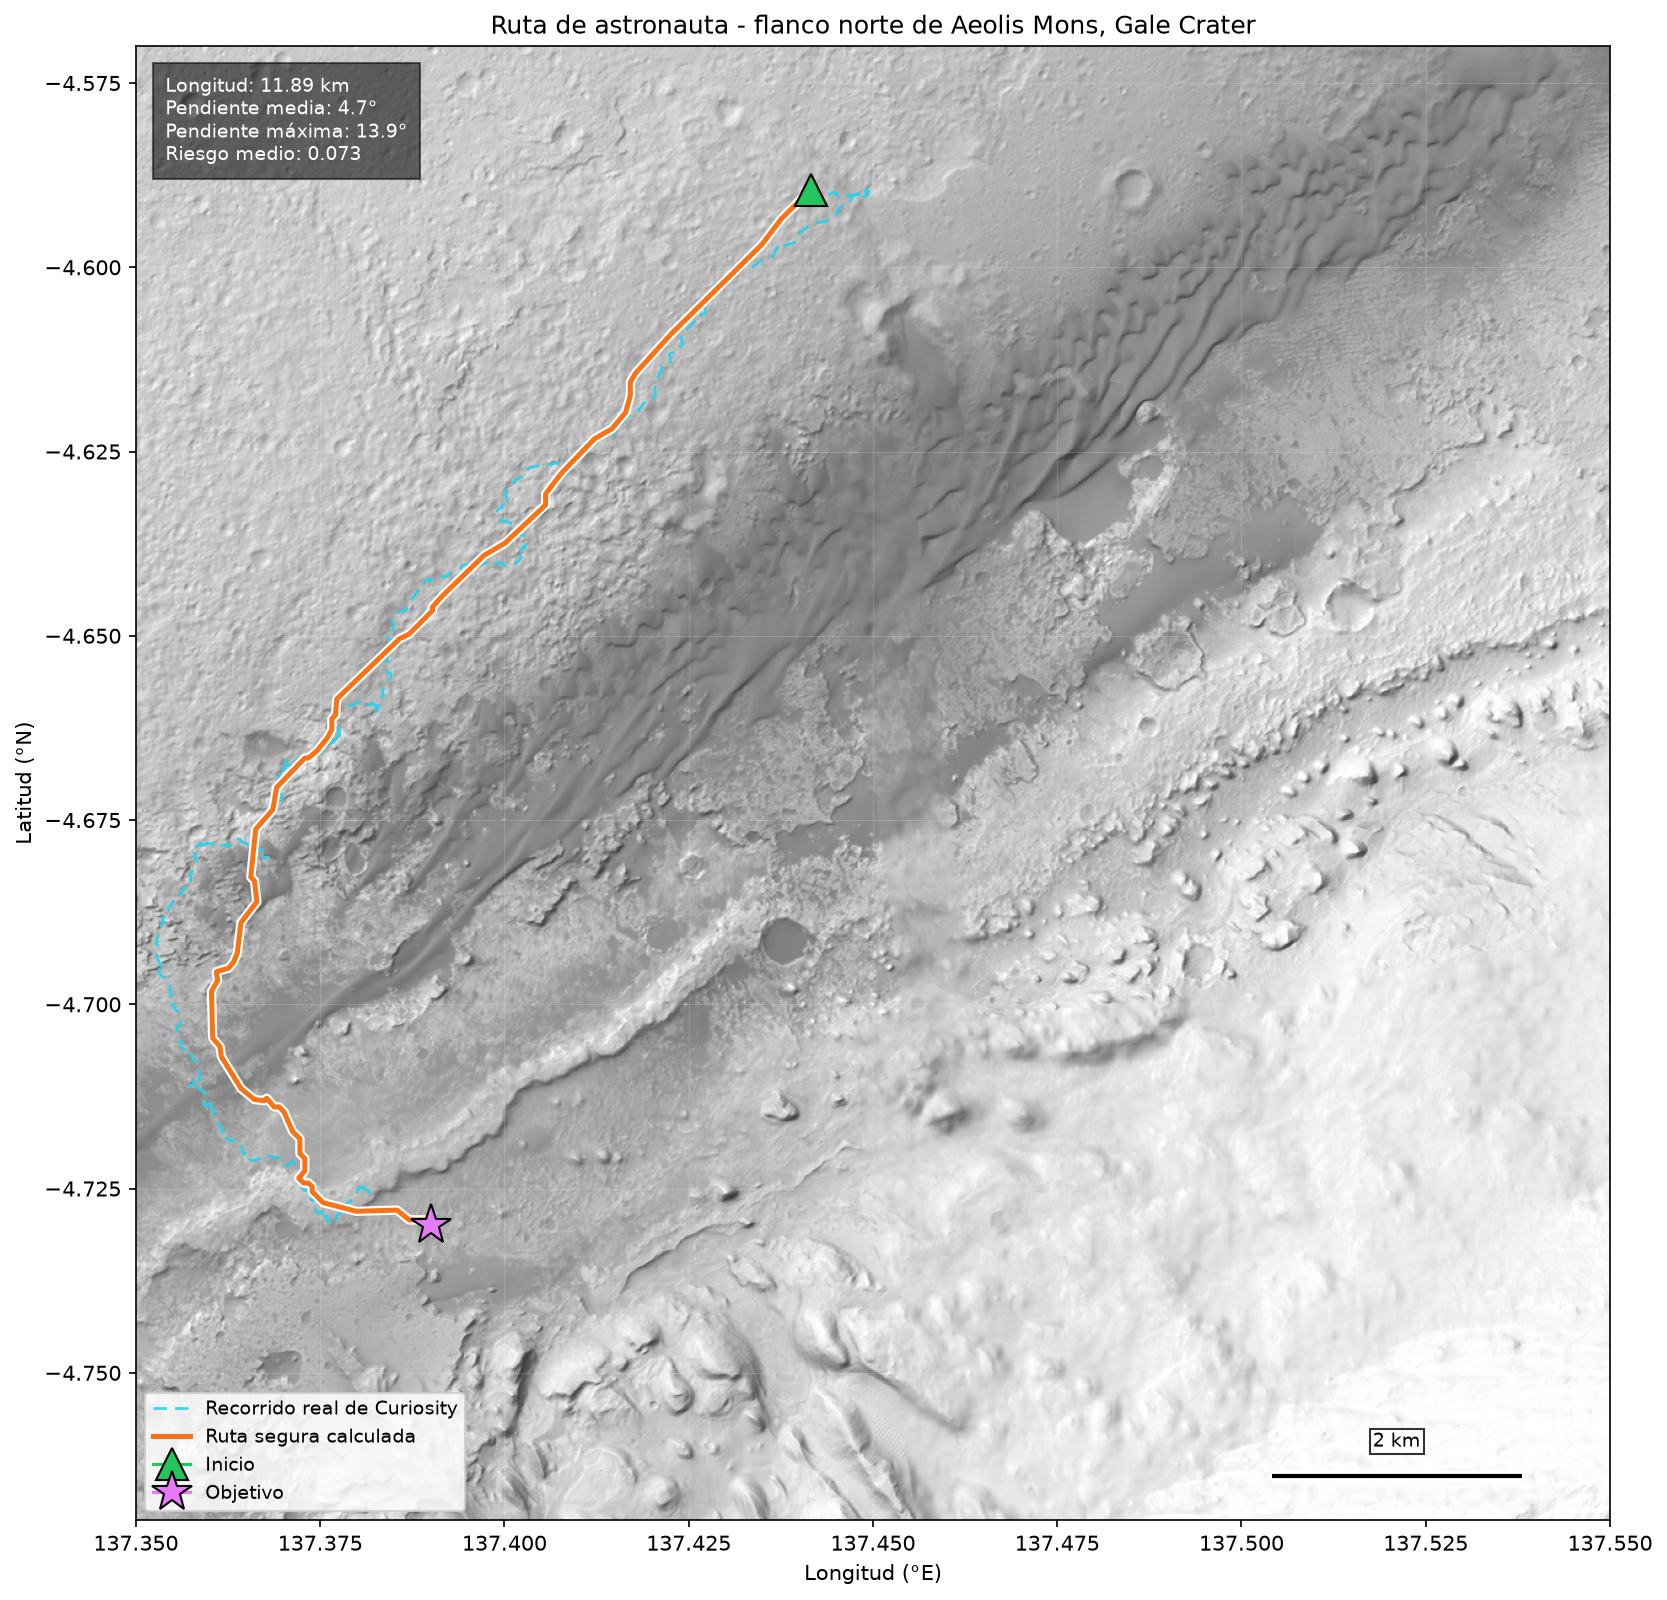 Ruta de astronauta - flanco norte de Aeolis Mons, Gale Crater
Longitud: 11.89 km
Pendiente media: 4.7°
Pendiente máxima: 13.9°
Riesgo medio: 0.073
Latitud (°N)
−4.575
−4.600
−4.625
−4.650
−4.675
−4.700
−4.725
−4.750
Recorrido real de Curiosity
Ruta segura calculada
Inicio
Objetivo
2 km
137.350 137.375 137.400 137.425 137.450 137.475 137.500 137.525 137.550
Longitud (°E)